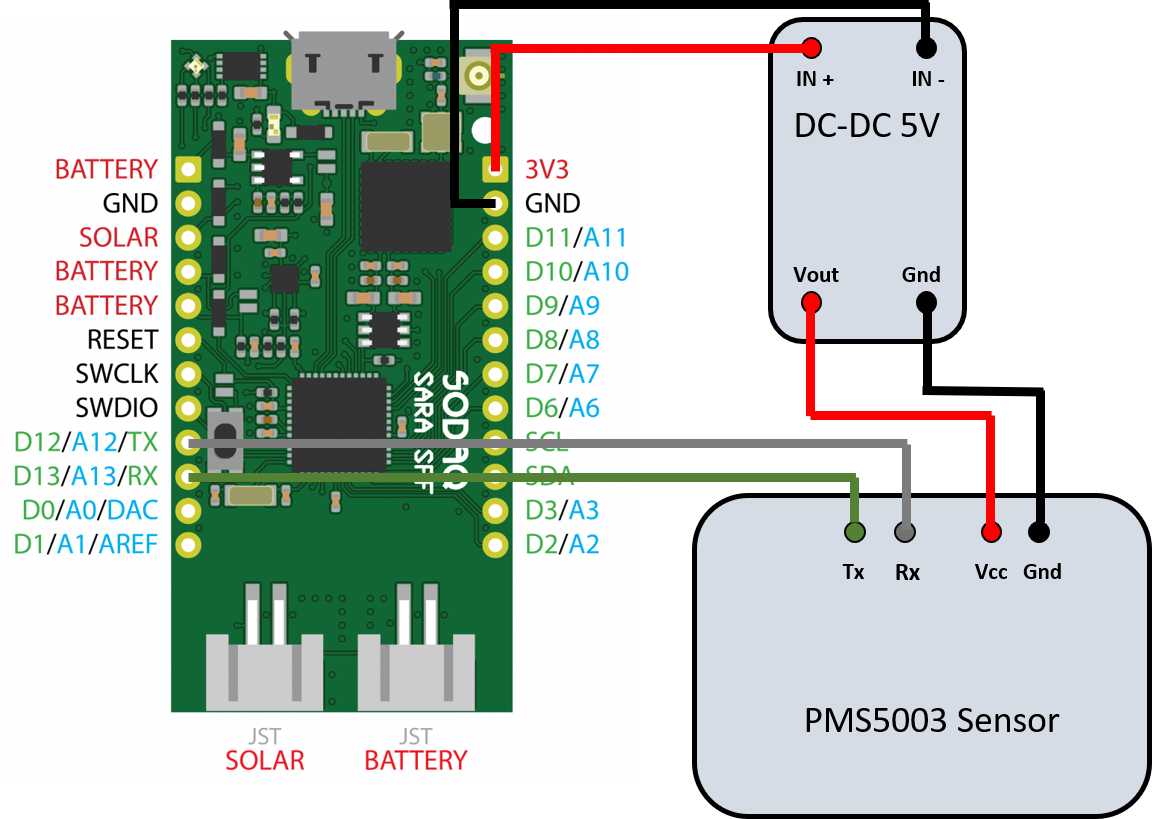 BATTERY
GND
SOLAR
BATTERY
BATTERY
RESET
SWCLK
SWDIO
D12/A12/TX
D13/A13/RX
D0/A0/DAC
D1/A1/AREF
3V3
GND
D11/A11
D10/A10
D9/A9
D8/A8
D7/A7
D6/A6
SCL
SDA
D3/A3
D2/A2
SODAQ
SARA SFF
JST
SOLAR
JST
BATTERY
IN +
IN -
DC-DC 5V
Vout
Gnd
Tx
Rx
Vcc
Gnd
PMS5003 Sensor